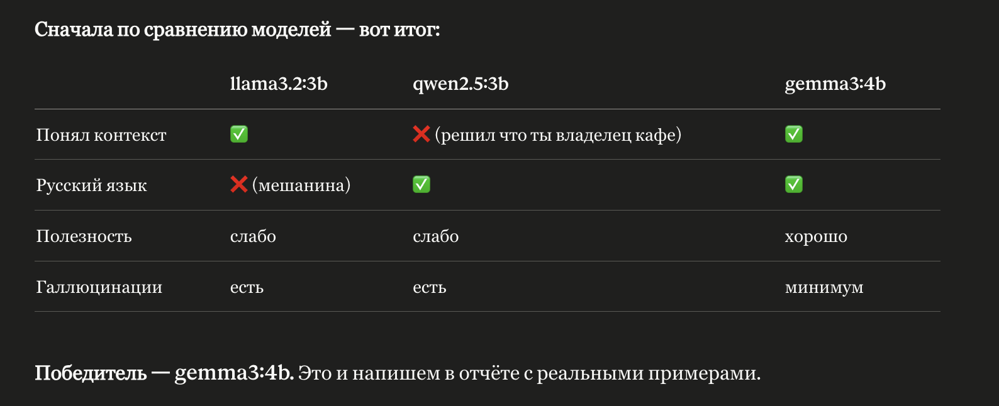 Сначала по сравнению моделей — вот итог:
llama3.2:3b qwen2.5:3b gemma3:4b
Понял контекст ✅ ❌ (решил что ты владелец кафе) ✅
Русский язык ❌ (мешанина) ✅ ✅
Полезность слабо слабо хорошо
Галлюцинации есть есть минимум
Победитель — gemma3:4b. Это и напишем в отчёте с реальными примерами.